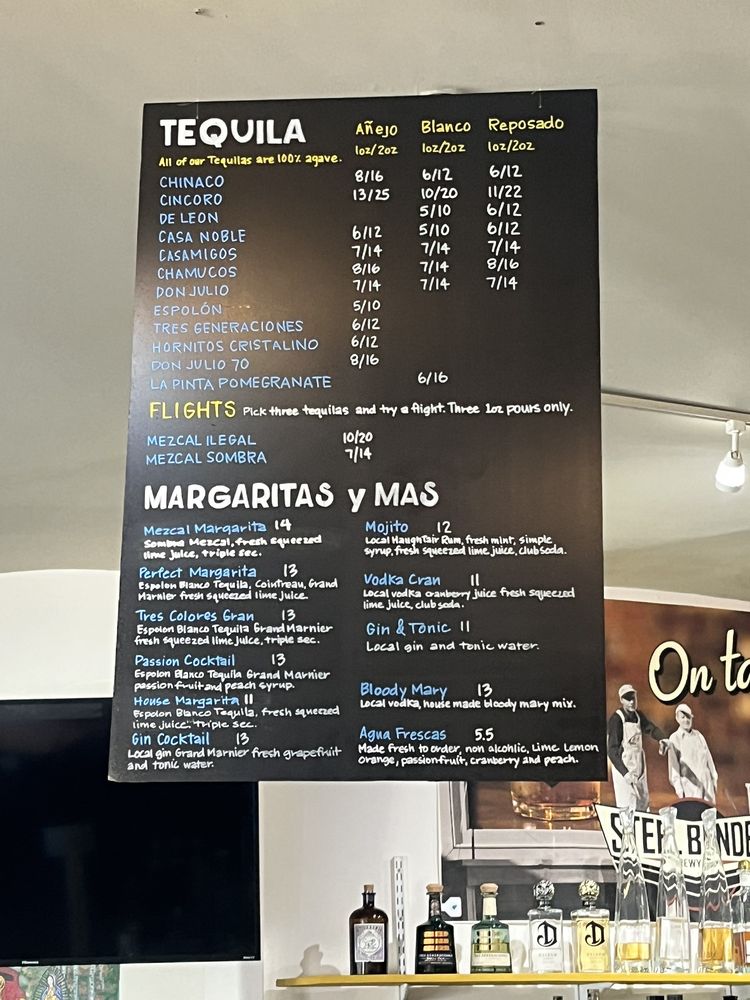 TEQUILA Añejo Blanco Reposado
All of our Tequilas are 100% agave. 1oz/2oz 1oz/2oz 1oz/2oz
CHINACO 8/16 6/12 6/12
CINCORO 13/25 10/20 11/22
DE LEON 5/10 6/12
CASA NOBLE 6/12 5/10 6/12
CASAMIGOS 7/14 7/14 7/14
CHAMUCOS 8/16 7/14 8/16
DON JULIO 7/14 7/14 7/14
ESPOLÓN 5/10
TRES GENERACIONES 6/12
HORNITOS CRISTALINO 6/12
DON JULIO 70 8/16
LA PINTA POMEGRANATE 6/16
FLIGHTS Pick three tequilas and try a flight. Three 1oz pours only.
MEZCAL ILEGAL 10/20
MEZCAL SOMBRA 7/14
MARGARITAS y MAS
Mezcal Margarita 14
Sombra Mezcal, fresh squeezed
lime juice, triple sec.
Perfect Margarita 13
Espolon Blanco Tequila, Cointreau, Grand
Marnier fresh squeezed lime juice.
Tres Colores Gran 13
Espolon Blanco Tequila Grand Marnier
fresh squeezed lime juice, triple sec.
Passion Cocktail 13
Espolon Blanco Tequila Grand Marnier
passion fruit and peach syrup.
House Margarita 11
Espolon Blanco Tequila, fresh squeezed
lime juice, triple sec.
Gin Cocktail 13
Local gin Grand Marnier fresh grapefruit
and tonic water.
Mojito 12
Local Naughtair Rum, fresh mint, simple
syrup, fresh squeezed lime juice, club soda.
Vodka Cran 11
Local vodka cranberry juice fresh squeezed
lime juice, club soda.
Gin & Tonic 11
Local gin and tonic water.
Bloody Mary 13
Local vodka, house made bloody mary mix.
Agua Frescas 5.5
Made fresh to order, non alcohlic, Lime Lemon
Orange, passionfruit, cranberry and peach.
On ta